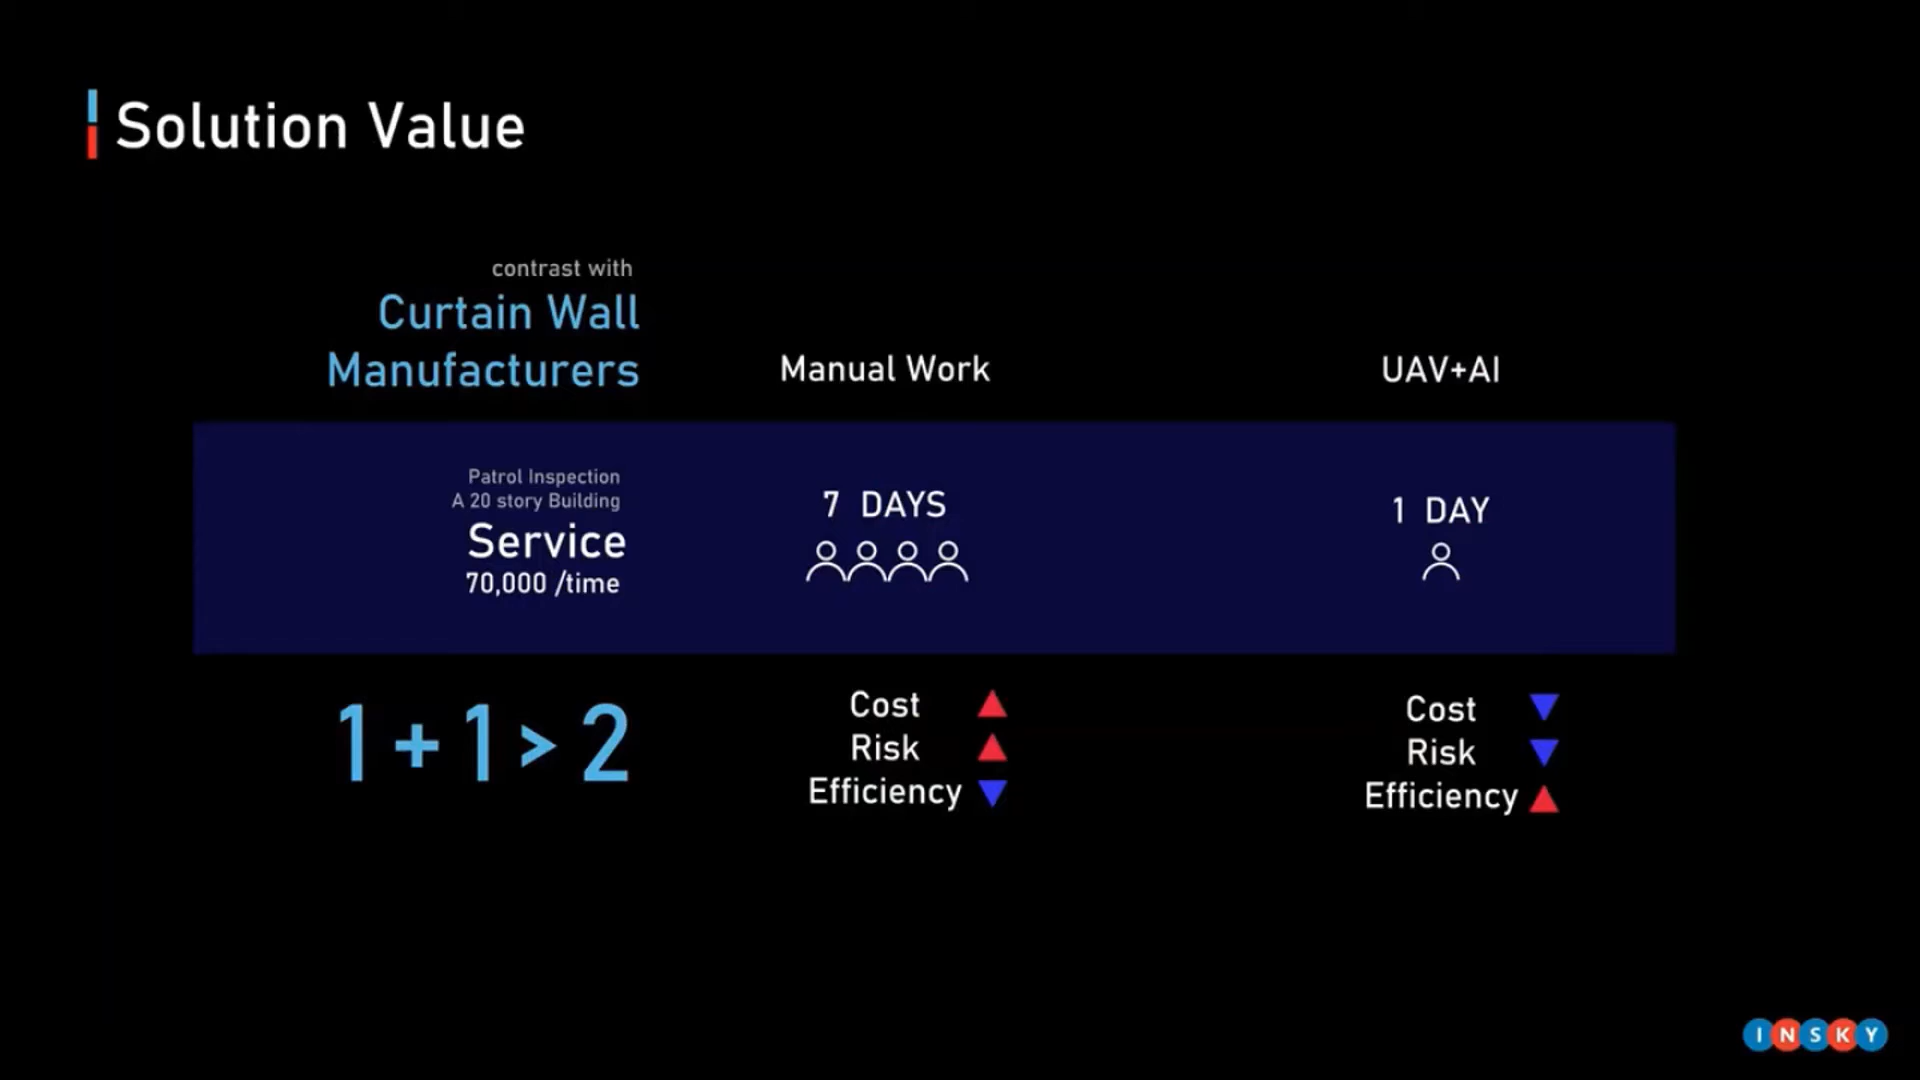 Solution Value
contrast with
Curtain Wall
Manufacturers
Manual Work
UAV+AI
Patrol Inspection
A 20 story Building
Service
70,000 /time
7 DAYS
1 DAY
1 + 1 > 2
Cost
Risk
Efficiency
Cost
Risk
Efficiency
INSKY